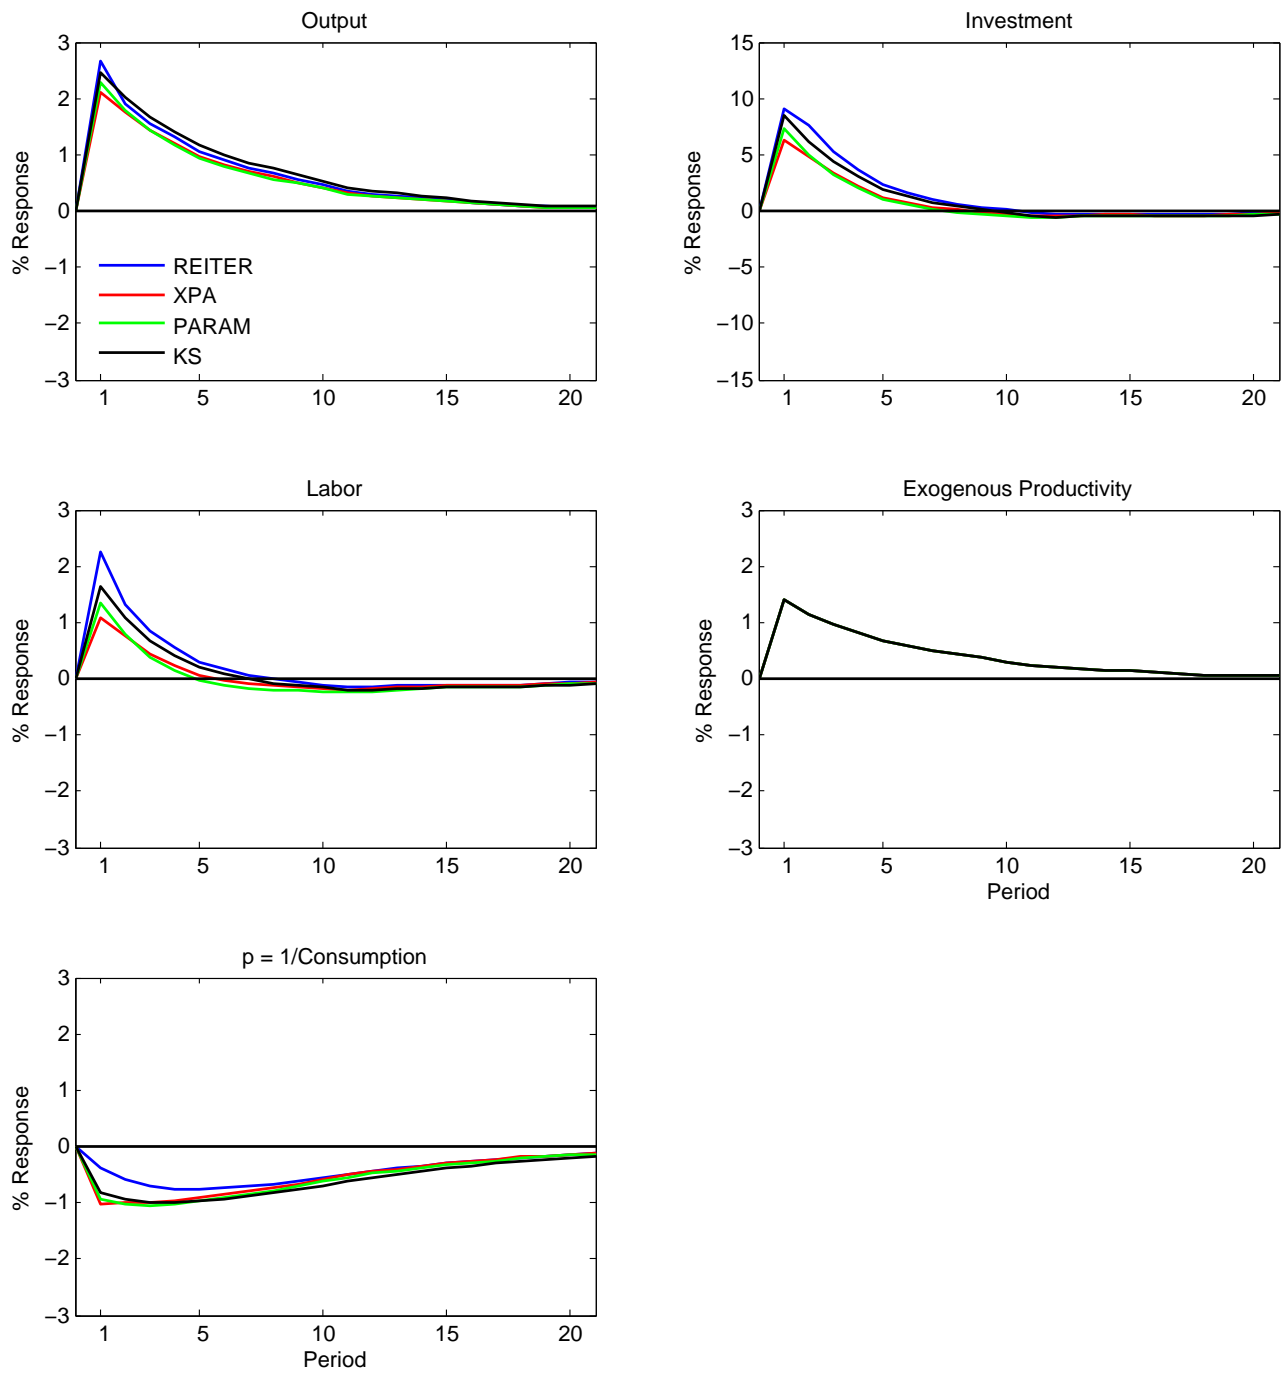 Output
3
2
1
0
−1
−2
−3
% Response
REITER
XPA
PARAM
KS
1 5 10 15 20
Investment
15
10
5
0
−5
−10
−15
% Response
1 5 10 15 20
Labor
3
2
1
0
−1
−2
−3
% Response
1 5 10 15 20
Exogenous Productivity
3
2
1
0
−1
−2
−3
% Response
1 5 10 15 20
Period
p = 1/Consumption
3
2
1
0
−1
−2
−3
% Response
1 5 10 15 20
Period